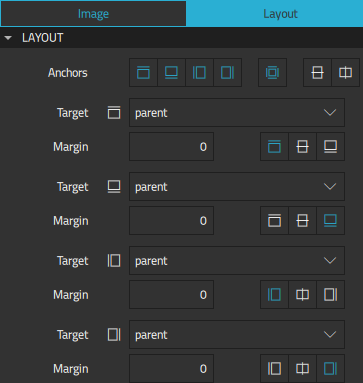 Image Layout
LAYOUT
Anchors
Target parent
Margin 0
Target parent
Margin 0
Target parent
Margin 0
Target parent
Margin 0